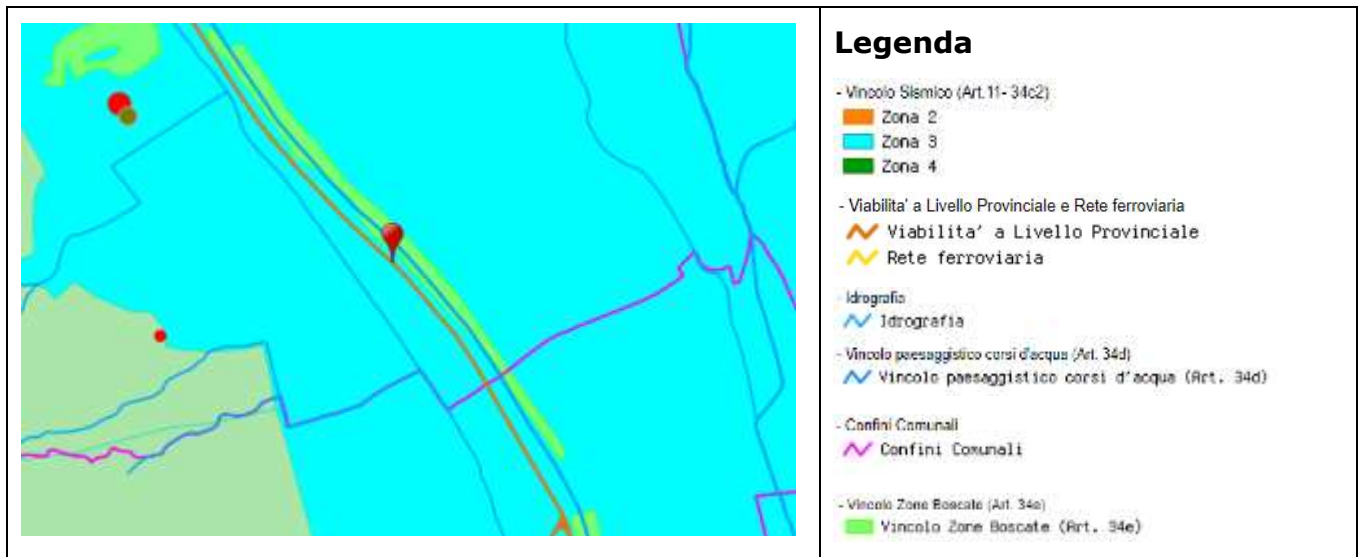 Legenda
- Vincolo Sismico (Art.11- 34c2)
Zona 2
Zona 3
Zona 4
- Viabilita' a Livello Provinciale e Rete ferroviaria
Viabilita' a Livello Provinciale
Rete ferroviaria
- Idrografia
Idrografia
- Vincolo paesaggistico corsi d'acqua (Art. 34d)
Vincolo paesaggistico corsi d'acqua (Art. 34d)
- Confini Comunali
Confini Comunali
- Vincolo Zone Boscate (Art. 34e)
Vincolo Zone Boscate (Art. 34e)